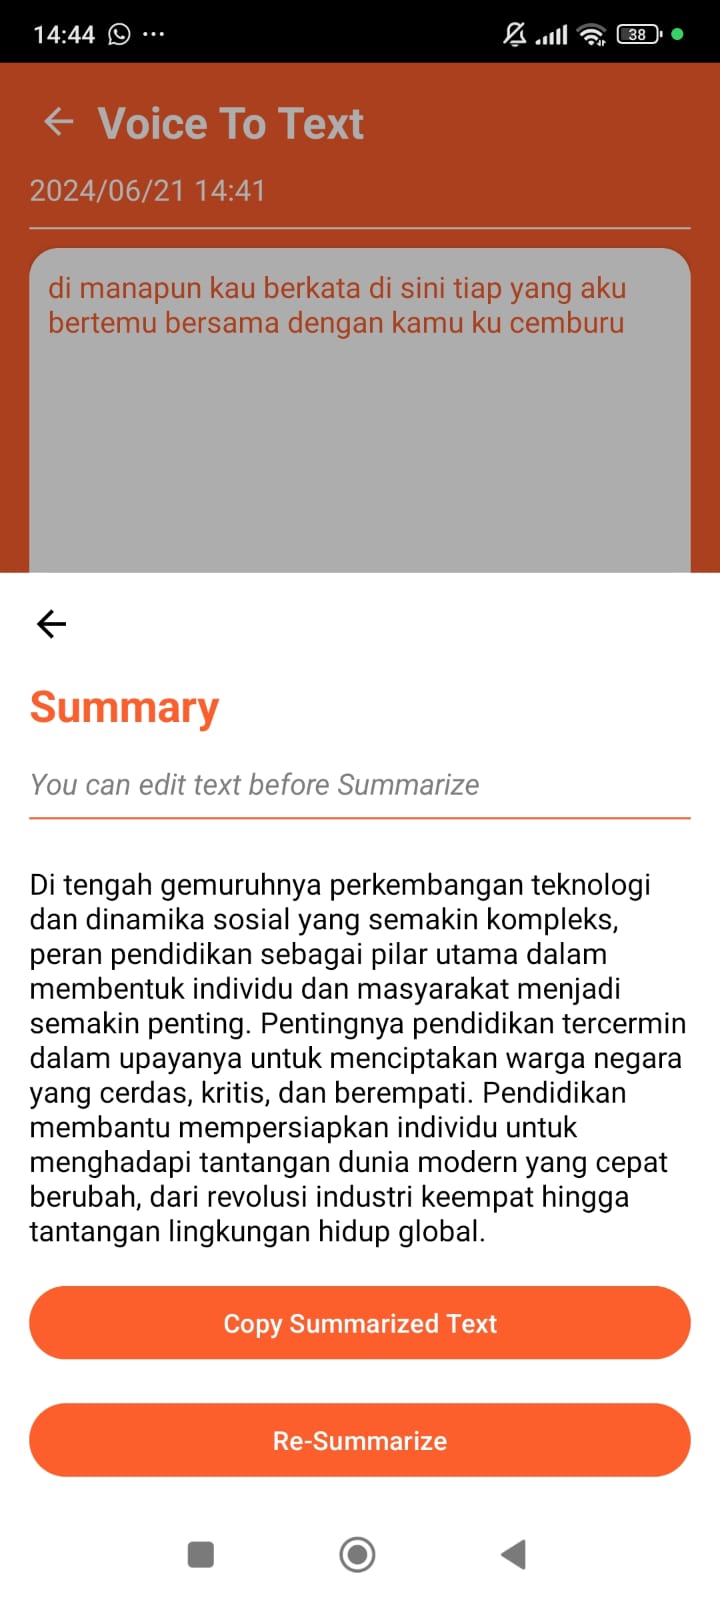 14:44
38
Voice To Text
2024/06/21 14:41
di manapun kau berkata di sini tiap yang aku
bertemu bersama dengan kamu ku cemburu
Summary
You can edit text before Summarize
Di tengah gemuruhnya perkembangan teknologi
dan dinamika sosial yang semakin kompleks,
peran pendidikan sebagai pilar utama dalam
membentuk individu dan masyarakat menjadi
semakin penting. Pentingnya pendidikan tercermin
dalam upayanya untuk menciptakan warga negara
yang cerdas, kritis, dan berempati. Pendidikan
membantu mempersiapkan individu untuk
menghadapi tantangan dunia modern yang cepat
berubah, dari revolusi industri keempat hingga
tantangan lingkungan hidup global.
Copy Summarized Text
Re-Summarize